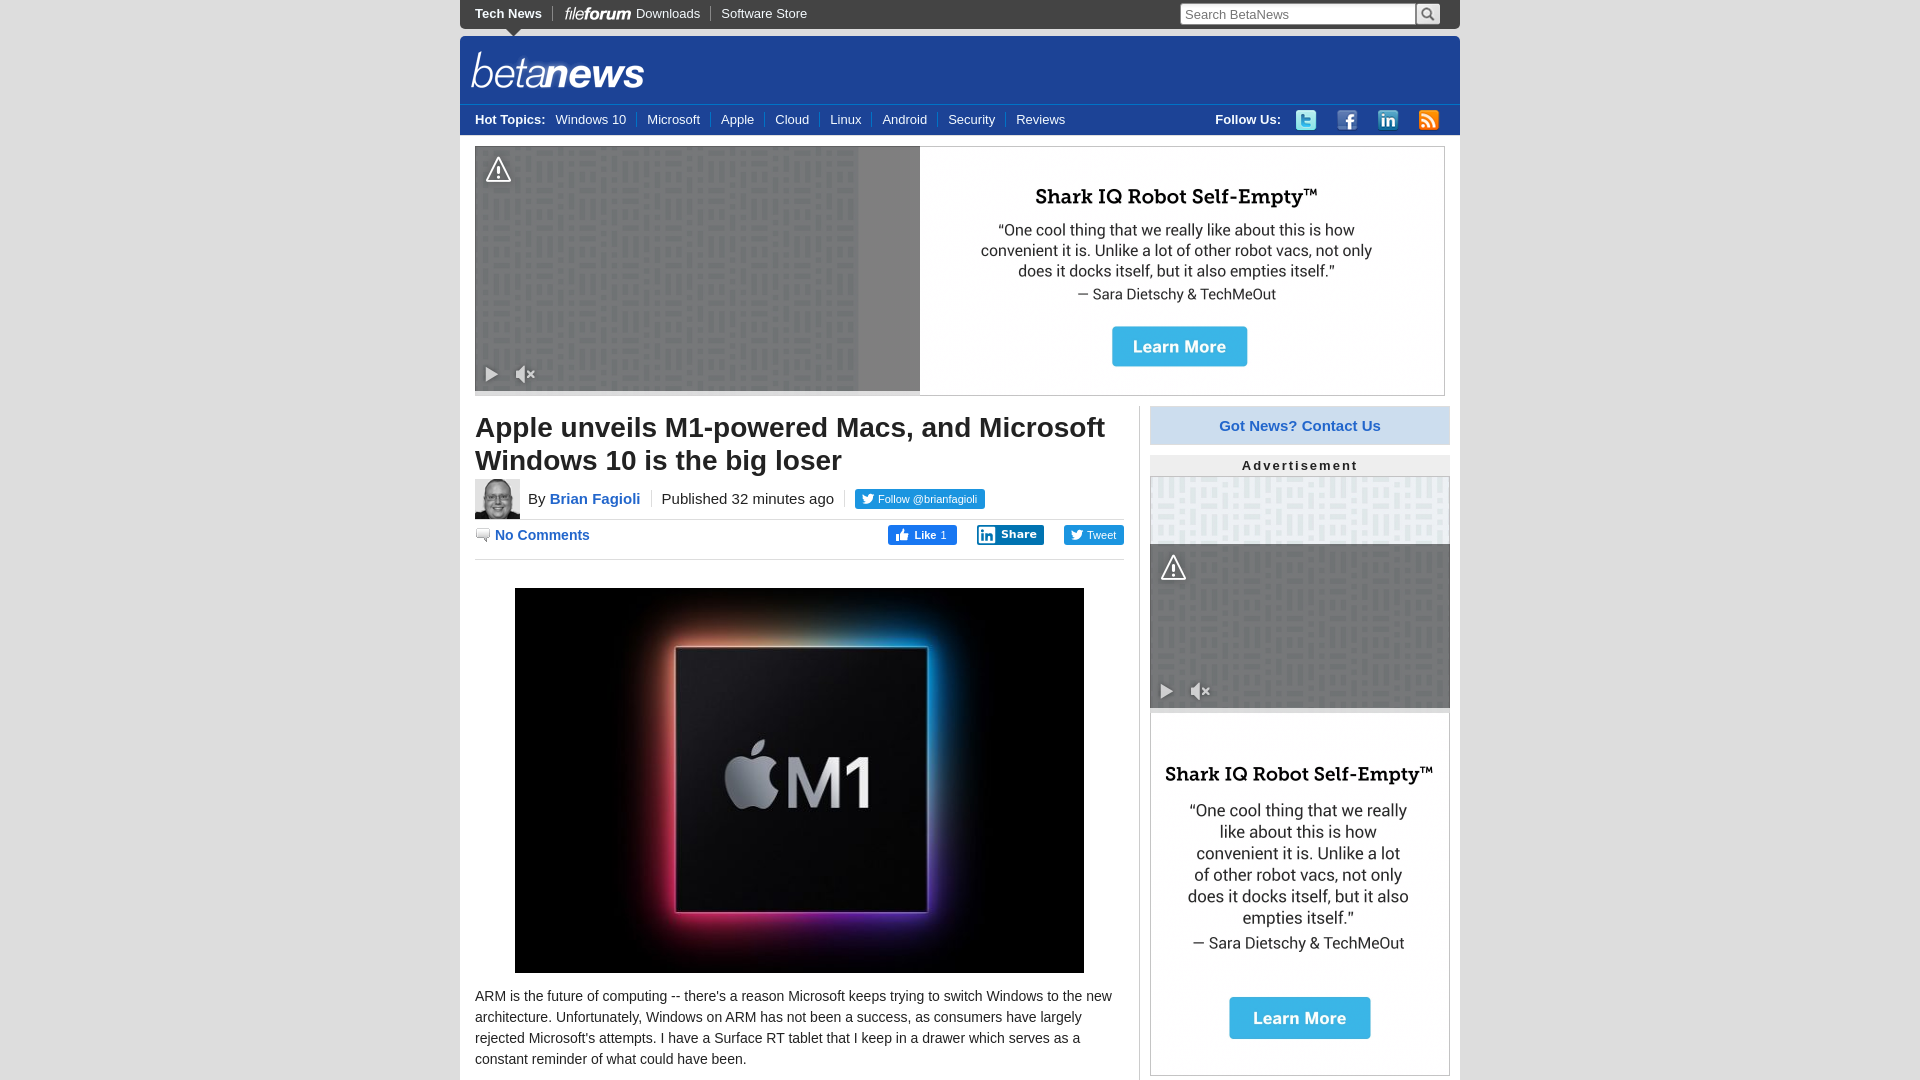 Tech News
fileforum Downloads
Software Store
Search BetaNews
betanews
Hot Topics: Windows 10 Microsoft Apple Cloud Linux Android Security Reviews
Follow Us:
Shark IQ Robot Self-Empty™
“One cool thing that we really like about this is how
convenient it is. Unlike a lot of other robot vacs, not only
does it docks itself, but it also empties itself.”
— Sara Dietschy & TechMeOut
Learn More
Apple unveils M1-powered Macs, and Microsoft
Windows 10 is the big loser
By Brian Fagioli
Published 32 minutes ago
Follow @brianfagioli
No Comments
Like 1
in Share
Tweet
M1
ARM is the future of computing -- there's a reason Microsoft keeps trying to switch Windows to the new
architecture. Unfortunately, Windows on ARM has not been a success, as consumers have largely
rejected Microsoft's attempts. I have a Surface RT tablet that I keep in a drawer which serves as a
constant reminder of what could have been.
Got News? Contact Us
Advertisement
Shark IQ Robot Self-Empty™
“One cool thing that we really
like about this is how
convenient it is. Unlike a lot
of other robot vacs, not only
does it docks itself, but it also
empties itself.”
— Sara Dietschy & TechMeOut
Learn More